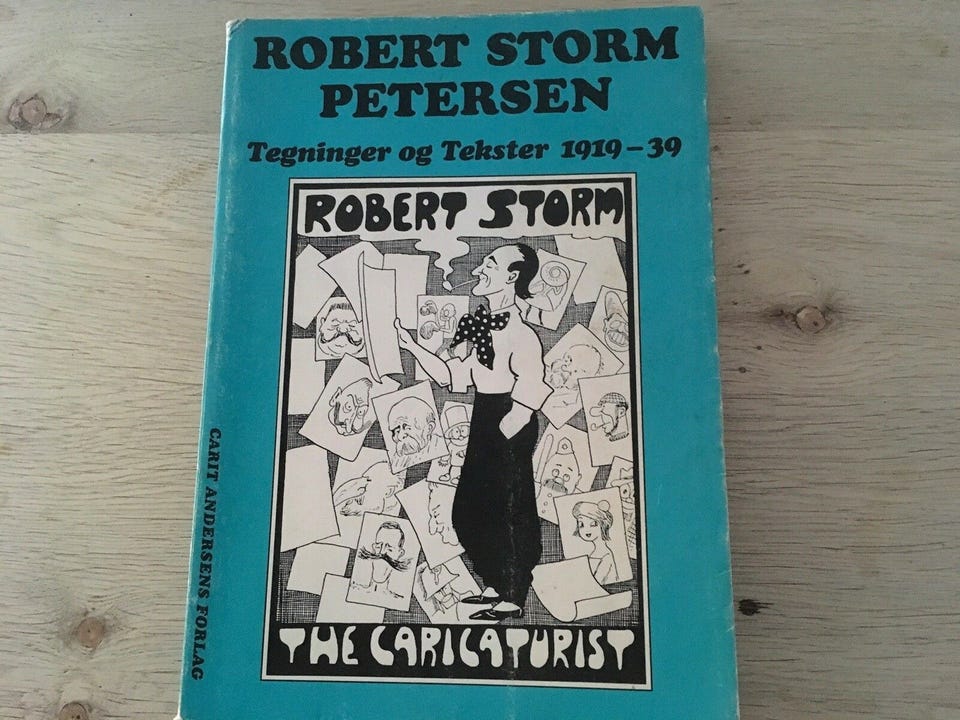 ROBERT STORM
PETERSEN
Tegninger og Tekster 1919 – 39
ROBERT STORM
THE CARICATURIST
CARIT ANDERSENS FORLAG